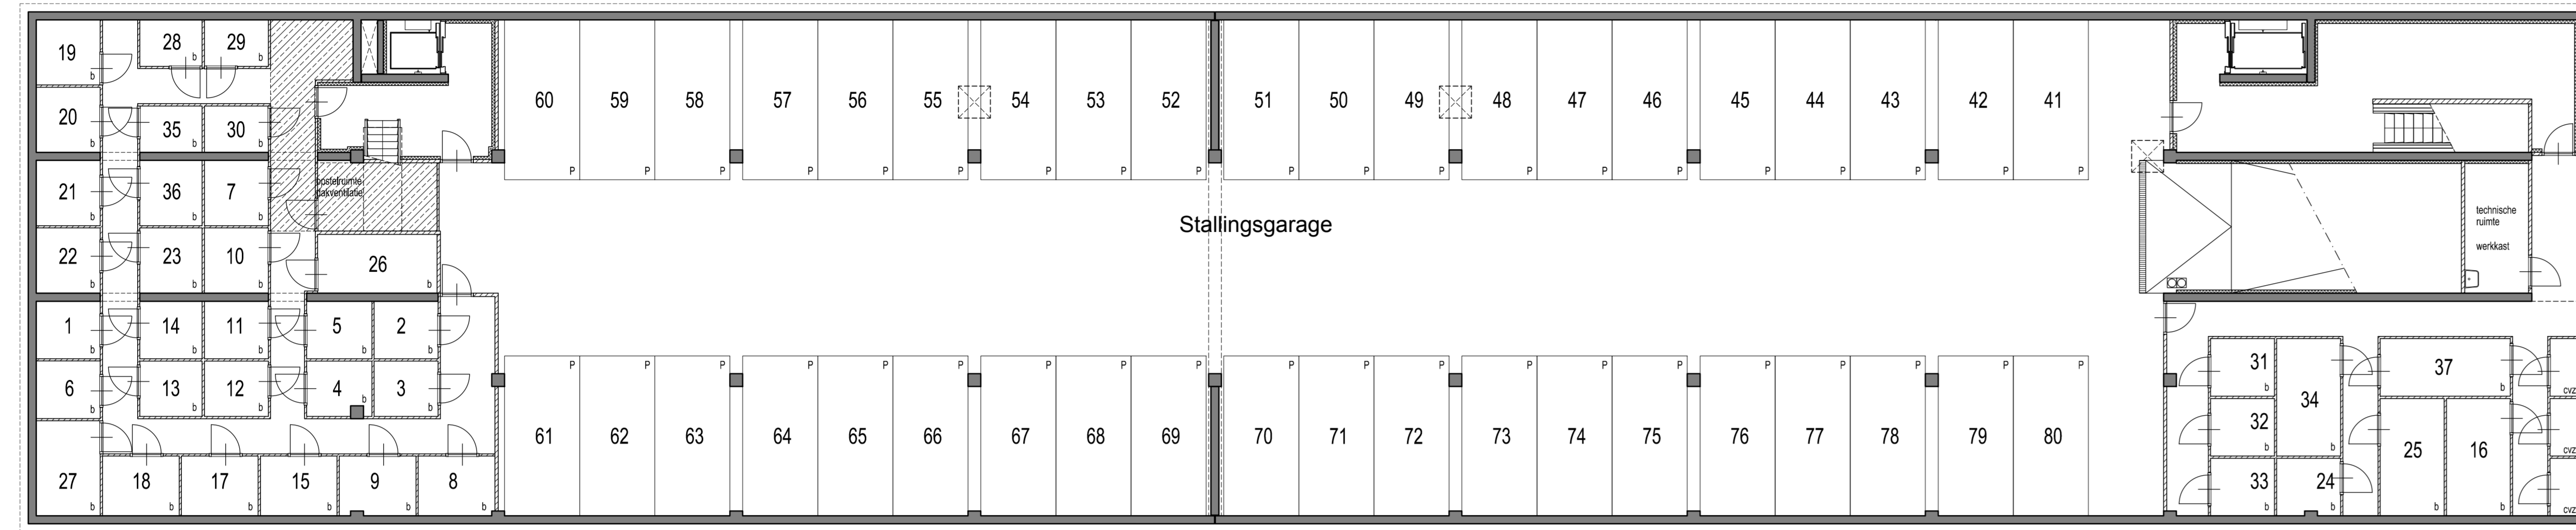 19 b
28 b
29 b
20 b
35 b
30 b
21 b
36 b
7 b
opstelruimte
dakventilatie
22 b
23 b
10 b
26 b
1 b
14 b
11 b
5 b
2 b
6 b
13 b
12 b
4 b
3 b
27 b
18 b
17 b
15 b
9 b
8 b
60 P
59 P
58 P
57 P
56 P
55 P
54 P
53 P
52 P
51 P
50 P
49 P
48 P
47 P
46 P
45 P
44 P
43 P
42 P
41 P
Stallingsgarage
P 61
P 62
P 63
P 64
P 65
P 66
P 67
P 68
P 69
P 70
P 71
P 72
P 73
P 74
P 75
P 76
P 77
P 78
P 79
P 80
technische
ruimte
werkkast
31 b
32 b
33 b
34 b
24 b
37 b
25 b
16 b
cvz
cvz
cvz